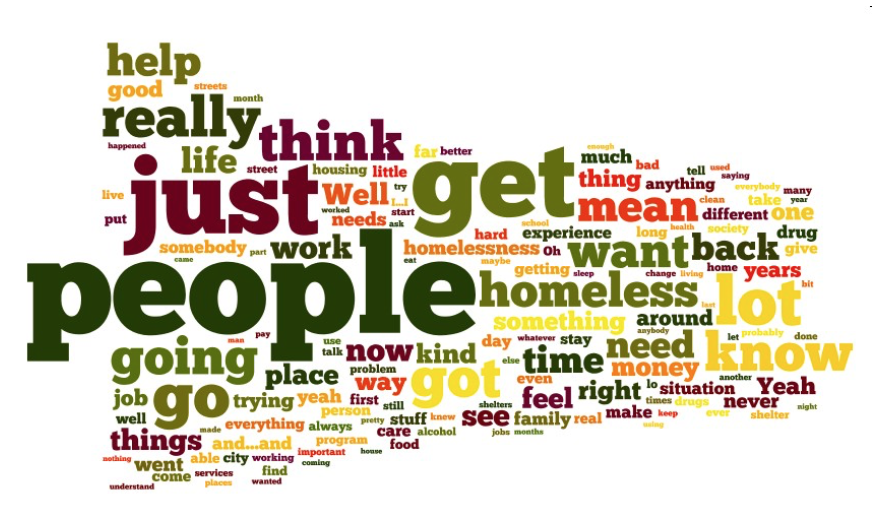 help
good streets
month
really
think
happened
far better
enough
much
life
street housing little
bad
tell used
thing anything saying
just
get
Well try
live
[...]
everybody many
clean take year
mean
put
worked start
needs ask
different one
school
hard experience long health society drug
somebody part work
homelessness Oh want back give
came
eat maybe
people
getting sleep change living home years
homeless
bit
last
lot
something around
anybody
man pay
use
talk
now kind
day whatever stay
need
let probably done
know
going
place problem
way
got
else time
money
even
another
job
go
trying yeah first still
feel right lo situation Yeah
person
shelters
times drugs never night
well made
pretty stuff knew
see family real make keep ever shelter
everything always care alcohol
jobs months
using
things and...and program
food
nothing able city working important house
went
coming
come services find
places wanted
understand